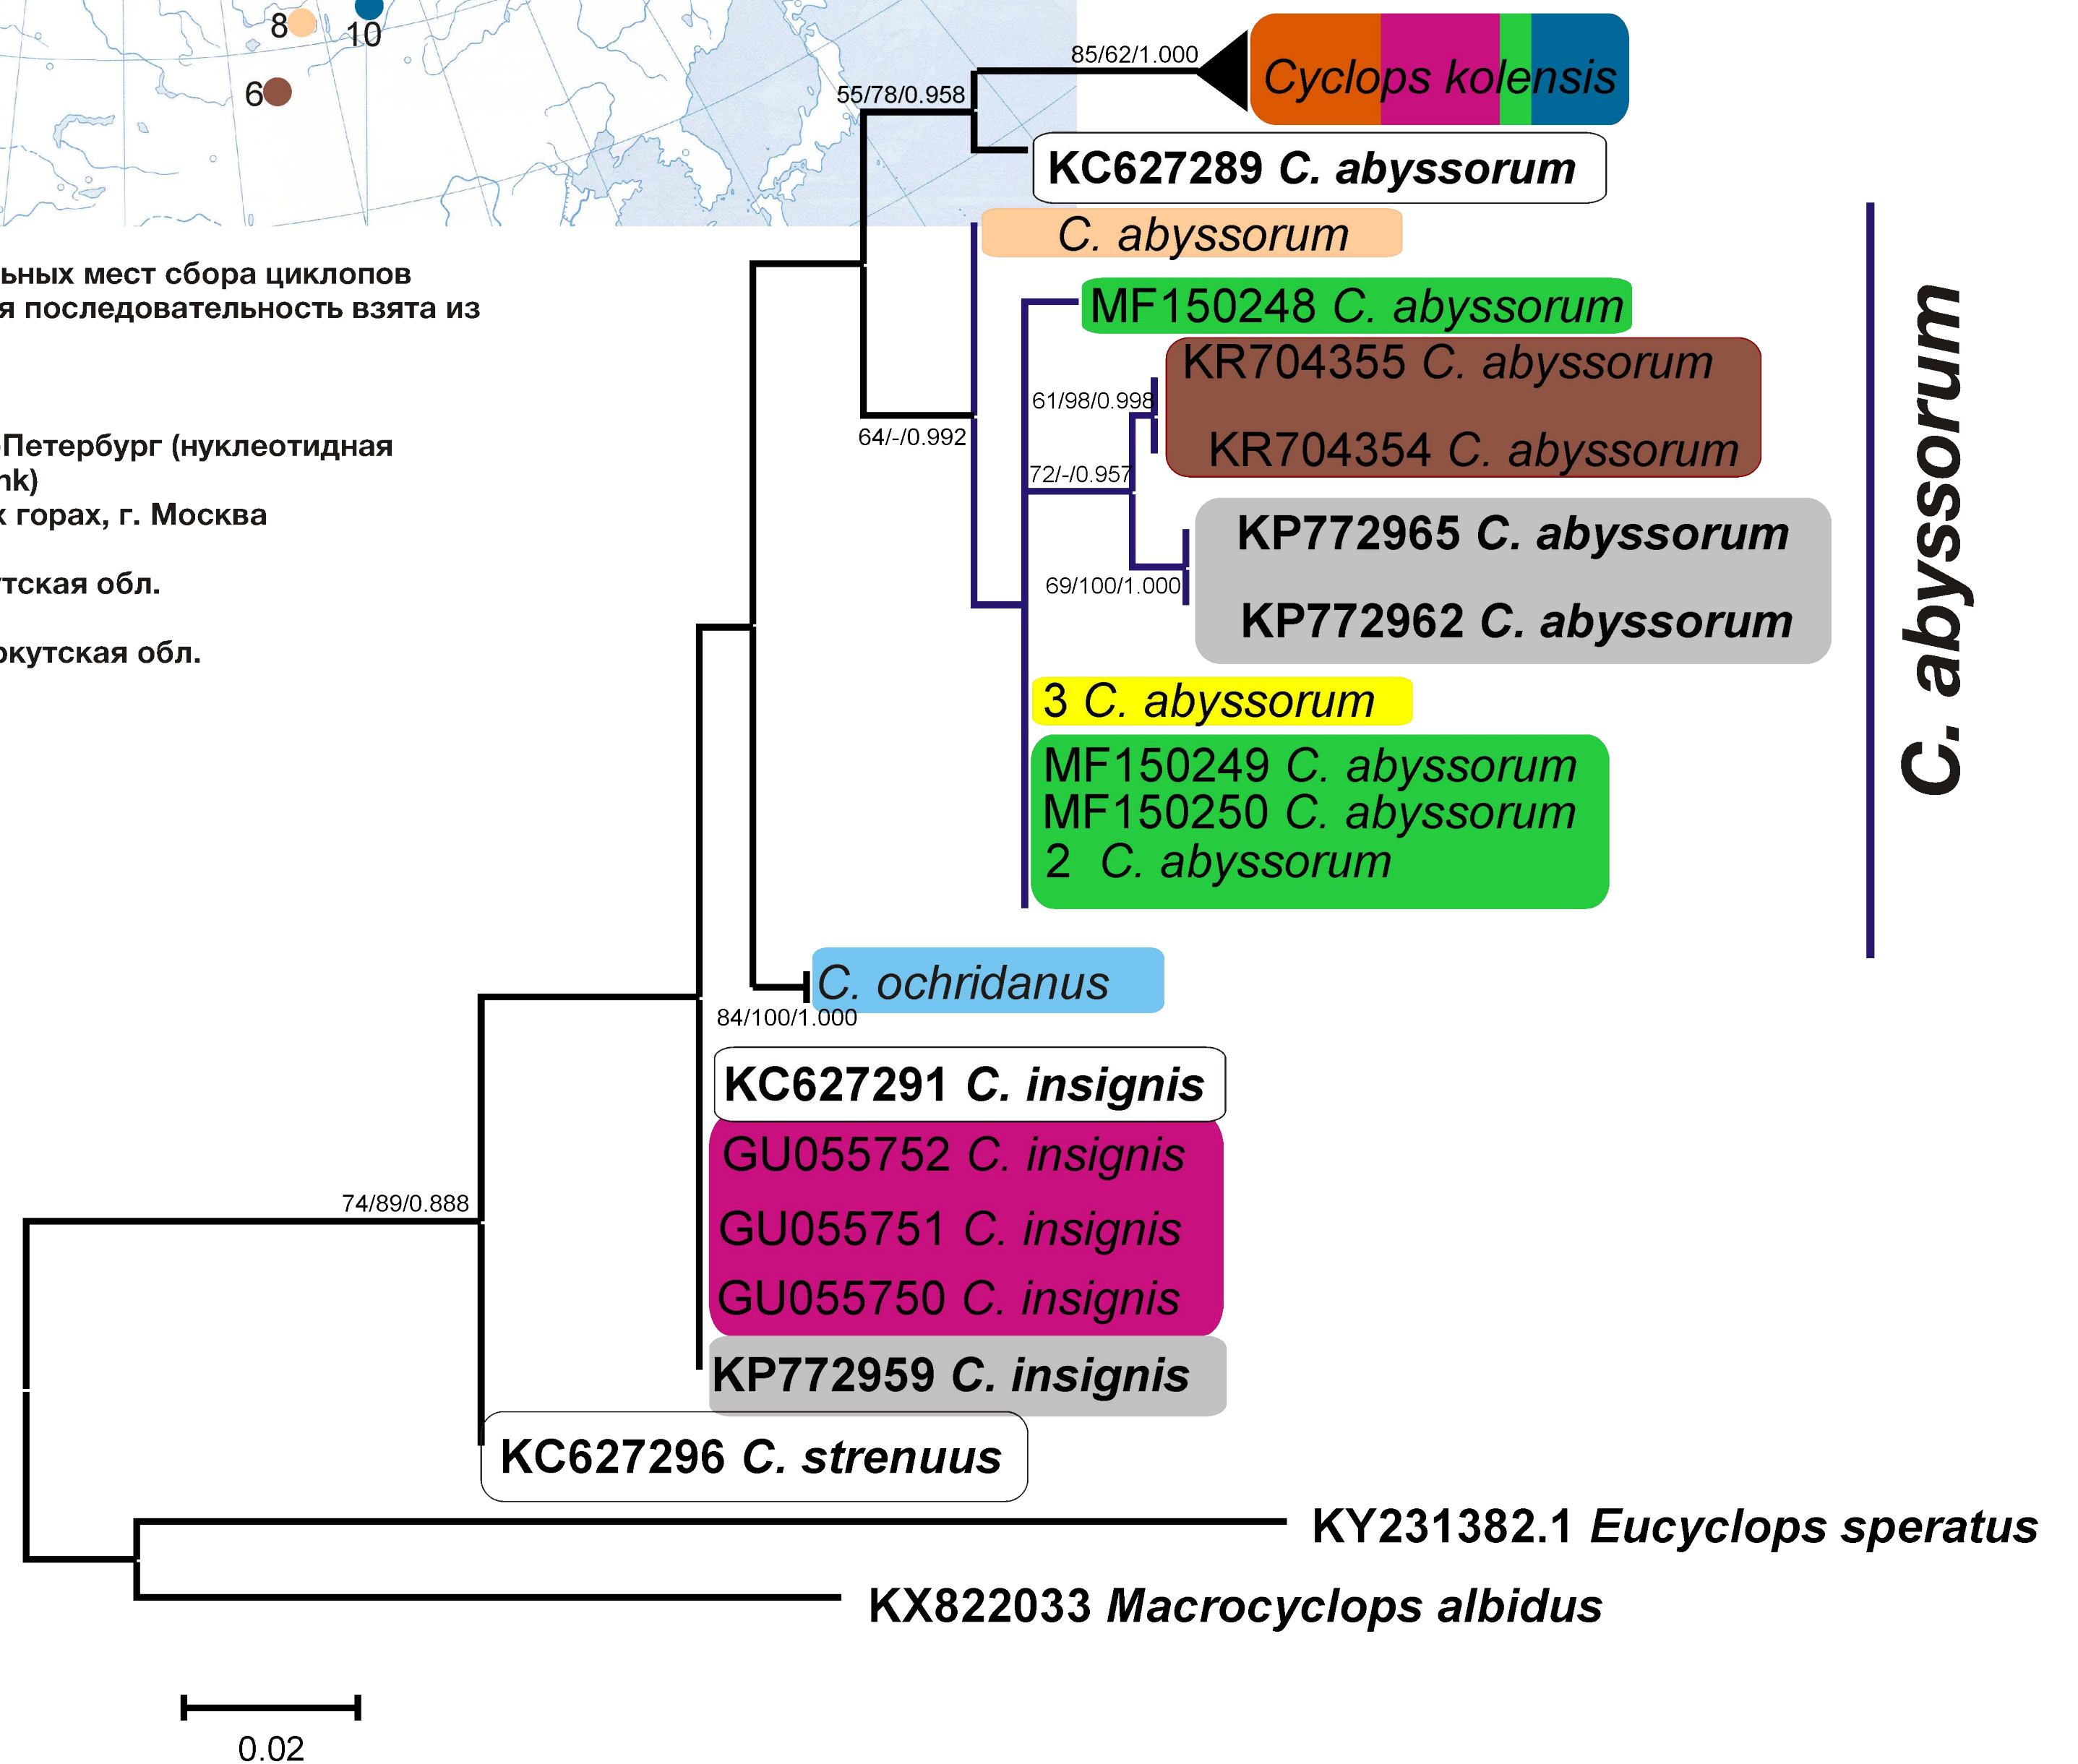 8
10
6
85/62/1.000
Cyclops kolensis
55/78/0.958
KC627289 C. abyssorum
C. abyssorum
льных мест сбора циклопов
я последовательность взята из
MF150248 C. abyssorum
KR704355 C. abyssorum
61/98/0.998
64/-/0.992
KR704354 C. abyssorum
Петербург (нуклеотидная
nk)
х горах, г. Москва
72/-/0.957
KP772965 C. abyssorum
C. abyssorum
тская обл.
69/100/1.000
KP772962 C. abyssorum
ркутская обл.
3 C. abyssorum
MF150249 C. abyssorum
MF150250 C. abyssorum
2 C. abyssorum
C. ochridanus
84/100/1.000
KC627291 C. insignis
GU055752 C. insignis
74/89/0.888
GU055751 C. insignis
GU055750 C. insignis
KP772959 C. insignis
KC627296 C. strenuus
KY231382.1 Eucyclops speratus
KX822033 Macrocyclops albidus
0.02